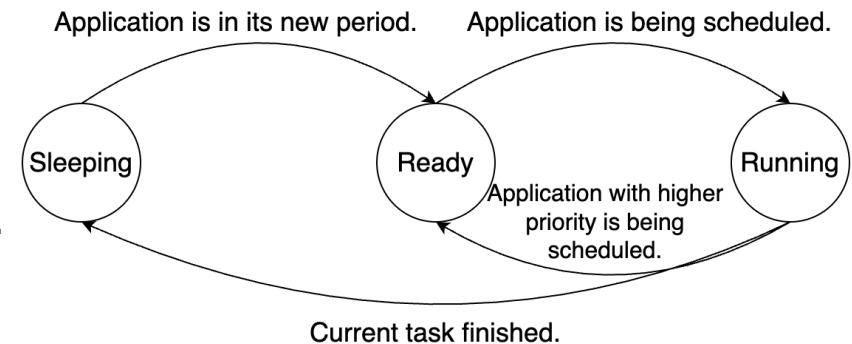 Application is in its new period.
Application is being scheduled.
Sleeping
Ready
Running
Application with higher
priority is being
scheduled.
Current task finished.